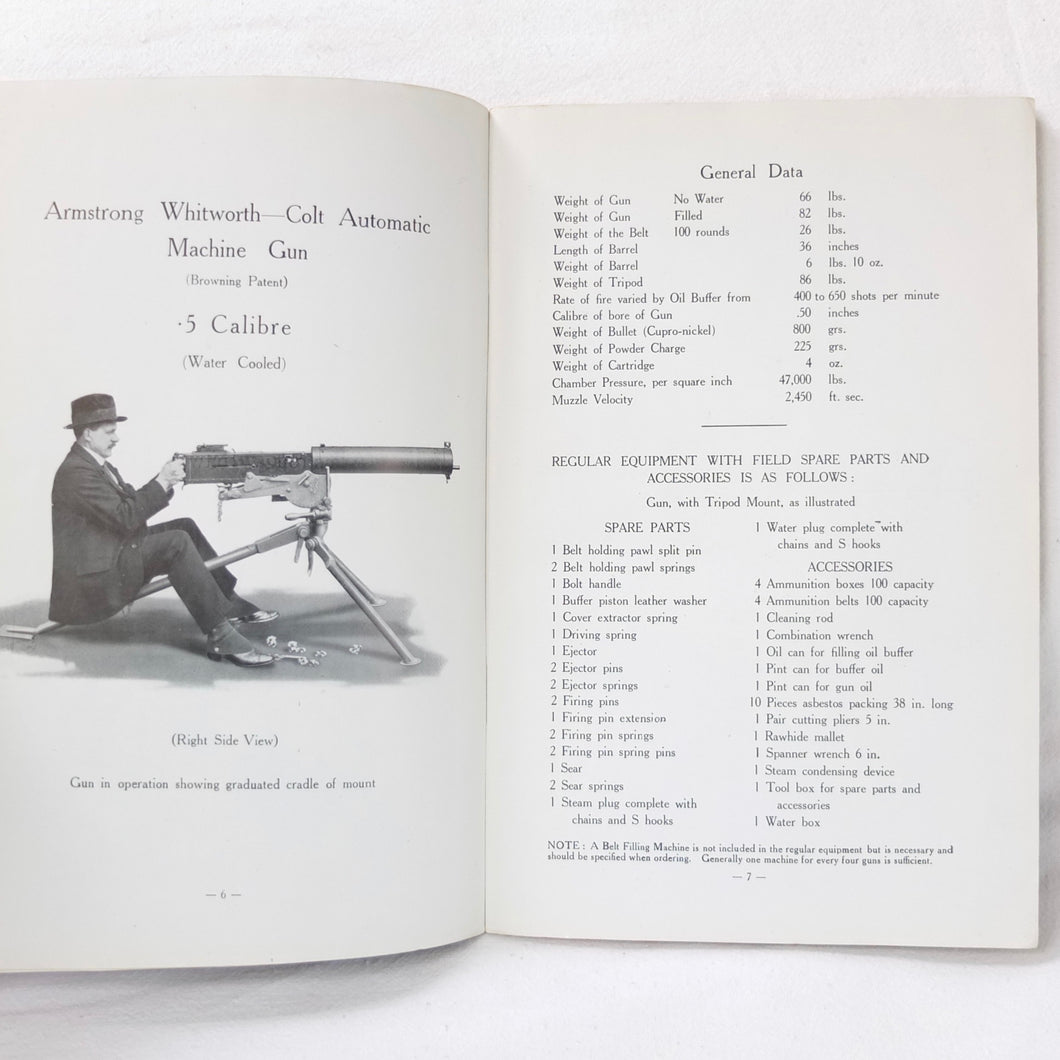 Armstrong Whitworth—Colt Automatic
Machine Gun
(Browning Patent)
·5 Calibre
(Water Cooled)
(Right Side View)
Gun in operation showing graduated cradle of mount
— 6 —
General Data
Weight of Gun No Water 66 lbs.
Weight of Gun Filled 82 lbs.
Weight of the Belt 100 rounds 26 lbs.
Length of Barrel 36 inches
Weight of Barrel 6 lbs. 10 oz.
Weight of Tripod 86 lbs.
Rate of fire varied by Oil Buffer from 400 to 650 shots per minute
Calibre of bore of Gun .50 inches
Weight of Bullet (Cupro-nickel) 800 grs.
Weight of Powder Charge 225 grs.
Weight of Cartridge 4 oz.
Chamber Pressure, per square inch 47,000 lbs.
Muzzle Velocity 2,450 ft. sec.
REGULAR EQUIPMENT WITH FIELD SPARE PARTS AND
ACCESSORIES IS AS FOLLOWS :
Gun, with Tripod Mount, as illustrated
SPARE PARTS
1 Belt holding pawl split pin
2 Belt holding pawl springs
1 Bolt handle
1 Buffer piston leather washer
1 Cover extractor spring
1 Driving spring
1 Ejector
2 Ejector pins
2 Ejector springs
2 Firing pins
1 Firing pin extension
2 Firing pin springs
2 Firing pin spring pins
1 Sear
2 Sear springs
1 Steam plug complete with
chains and S hooks
1 Water plug complete with
chains and S hooks
ACCESSORIES
4 Ammunition boxes 100 capacity
4 Ammunition belts 100 capacity
1 Cleaning rod
1 Combination wrench
1 Oil can for filling oil buffer
1 Pint can for buffer oil
1 Pint can for gun oil
10 Pieces asbestos packing 38 in. long
1 Pair cutting pliers 5 in.
1 Rawhide mallet
1 Spanner wrench 6 in.
1 Steam condensing device
1 Tool box for spare parts and
accessories
1 Water box
NOTE : A Belt Filling Machine is not included in the regular equipment but is necessary and
should be specified when ordering. Generally one machine for every four guns is sufficient.
— 7 —